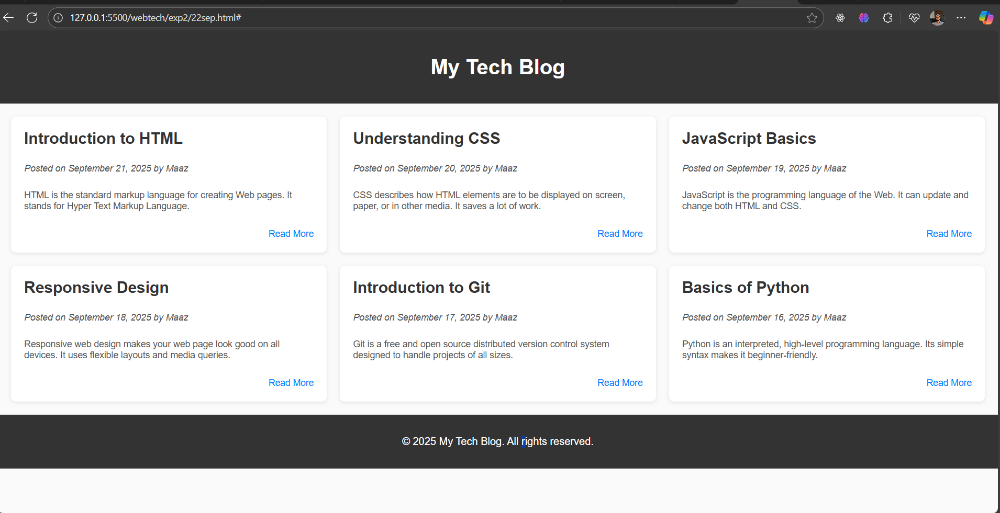 127.0.0.1:5500/webtech/exp2/22sep.html#
My Tech Blog
Introduction to HTML
Posted on September 21, 2025 by Maaz
HTML is the standard markup language for creating Web pages. It
stands for Hyper Text Markup Language.
Read More
Understanding CSS
Posted on September 20, 2025 by Maaz
CSS describes how HTML elements are to be displayed on screen,
paper, or in other media. It saves a lot of work.
Read More
JavaScript Basics
Posted on September 19, 2025 by Maaz
JavaScript is the programming language of the Web. It can update and
change both HTML and CSS.
Read More
Responsive Design
Posted on September 18, 2025 by Maaz
Responsive web design makes your web page look good on all
devices. It uses flexible layouts and media queries.
Read More
Introduction to Git
Posted on September 17, 2025 by Maaz
Git is a free and open source distributed version control system
designed to handle projects of all sizes.
Read More
Basics of Python
Posted on September 16, 2025 by Maaz
Python is an interpreted, high-level programming language. Its simple
syntax makes it beginner-friendly.
Read More
© 2025 My Tech Blog. All rights reserved.